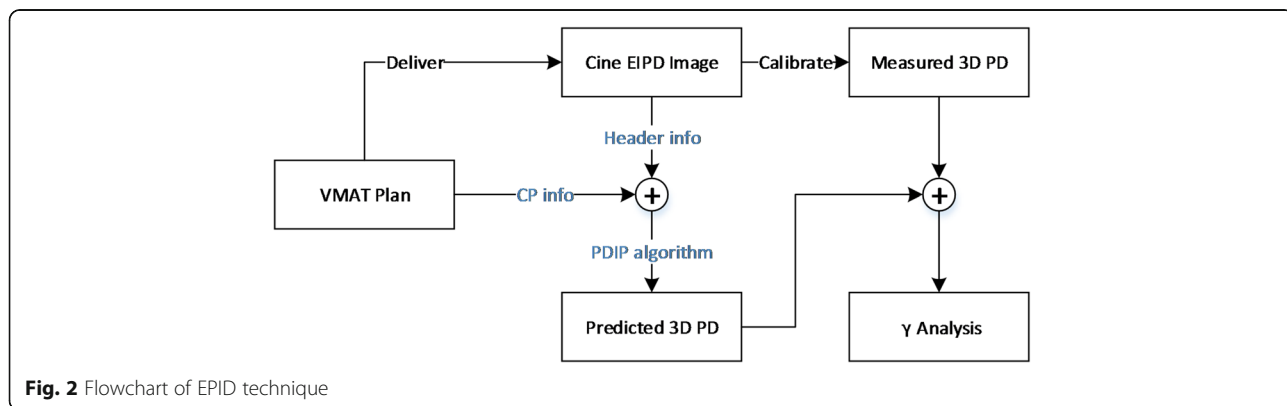 Deliver
Cine EIPD Image
Calibrate
Measured 3D PD
Header info
VMAT Plan
CP info
+
+
PDIP algorithm
Predicted 3D PD
γ Analysis
Fig. 2 Flowchart of EPID technique